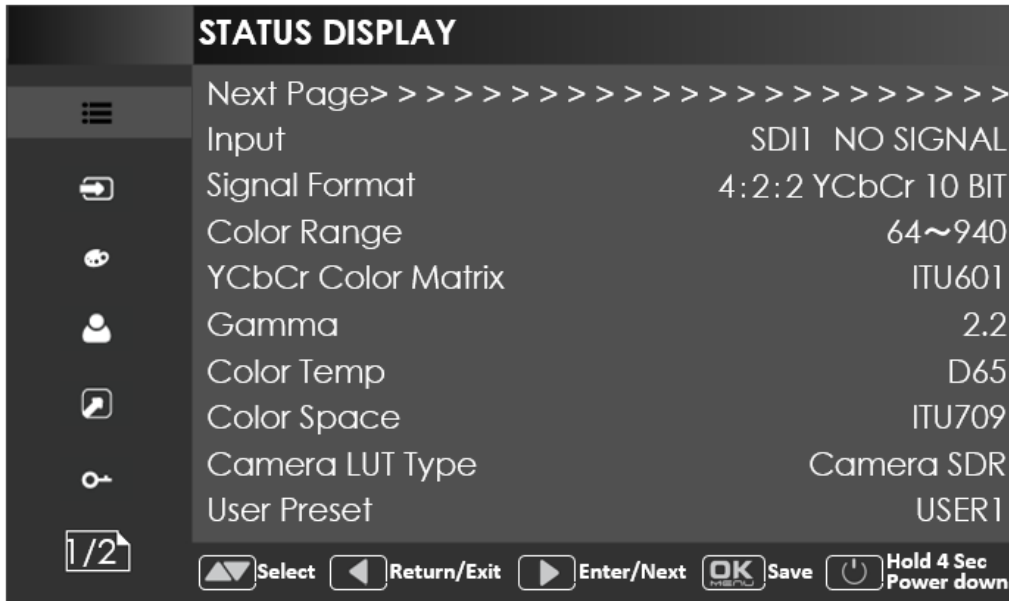 STATUS DISPLAY
Next Page> > > > > > > > > > > > > > > > > > > > > > >
Input SDI1 NO SIGNAL
Signal Format 4:2:2 YCbCr 10 BIT
Color Range 64～940
YCbCr Color Matrix ITU601
Gamma 2.2
Color Temp D65
Color Space ITU709
Camera LUT Type Camera SDR
User Preset USER1
1/2 Select Return/Exit Enter/Next OK MENU Save Hold 4 Sec
Power down